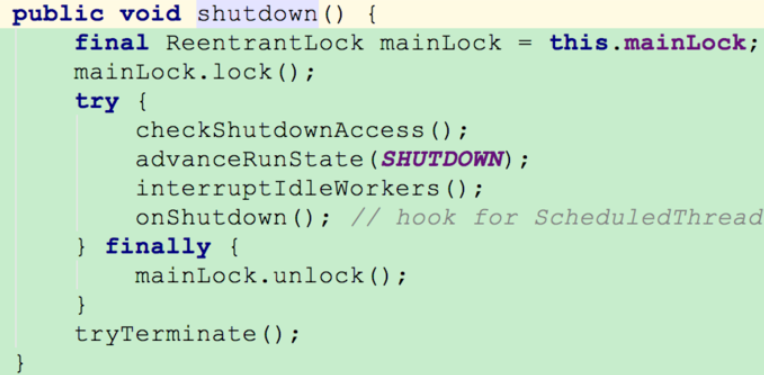 public void shutdown() {
    final ReentrantLock mainLock = this.mainLock;
    mainLock.lock();
    try {
        checkShutdownAccess();
        advanceRunState(SHUTDOWN);
        interruptIdleWorkers();
        onShutdown(); // hook for ScheduledThread
    } finally {
        mainLock.unlock();
    }
    tryTerminate();
}